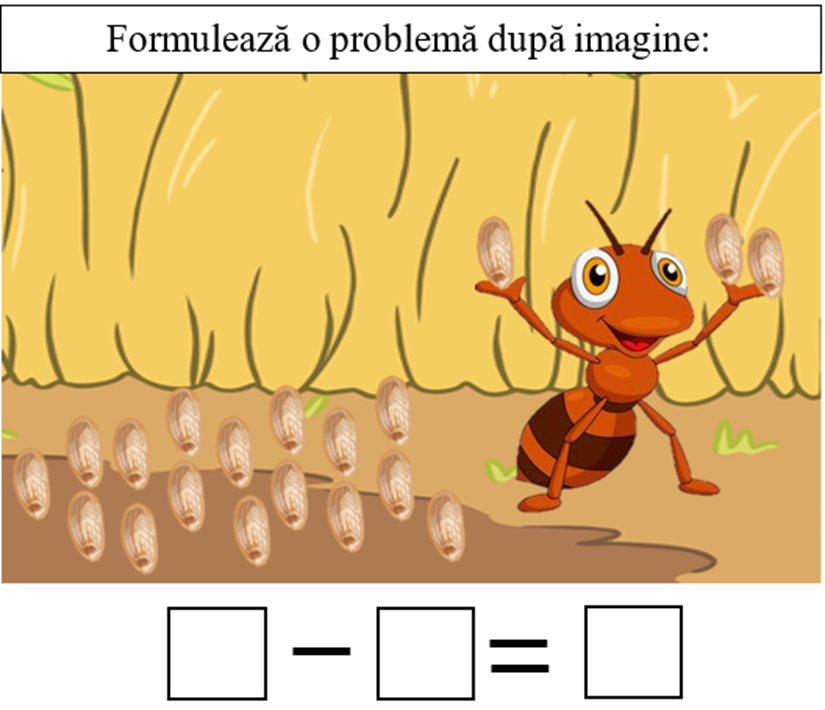 Formulează o problemă după imagine:
− =